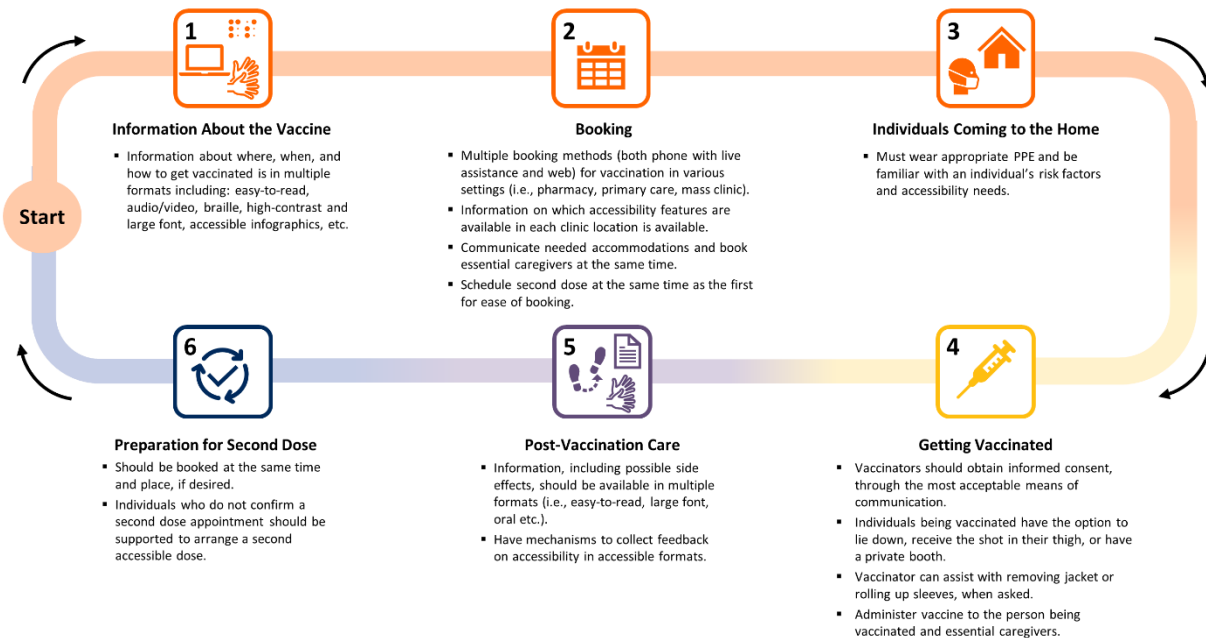 Start
1
Information About the Vaccine
▪ Information about where, when, and
how to get vaccinated is in multiple
formats including: easy-to-read,
audio/video, braille, high-contrast and
large font, accessible infographics, etc.
2
Booking
▪ Multiple booking methods (both phone with live
assistance and web) for vaccination in various
settings (i.e., pharmacy, primary care, mass clinic).
▪ Information on which accessibility features are
available in each clinic location is available.
▪ Communicate needed accommodations and book
essential caregivers at the same time.
▪ Schedule second dose at the same time as the first
for ease of booking.
3
Individuals Coming to the Home
▪ Must wear appropriate PPE and be
familiar with an individual's risk factors
and accessibility needs.
4
Getting Vaccinated
▪ Vaccinators should obtain informed consent,
through the most acceptable means of
communication.
▪ Individuals being vaccinated have the option to
lie down, receive the shot in their thigh, or have
a private booth.
▪ Vaccinator can assist with removing jacket or
rolling up sleeves, when asked.
▪ Administer vaccine to the person being
vaccinated and essential caregivers.
5
Post-Vaccination Care
▪ Information, including possible side
effects, should be available in multiple
formats (i.e., easy-to-read, large font,
oral etc.).
▪ Have mechanisms to collect feedback
on accessibility in accessible formats.
6
Preparation for Second Dose
▪ Should be booked at the same time
and place, if desired.
▪ Individuals who do not confirm a
second dose appointment should be
supported to arrange a second
accessible dose.